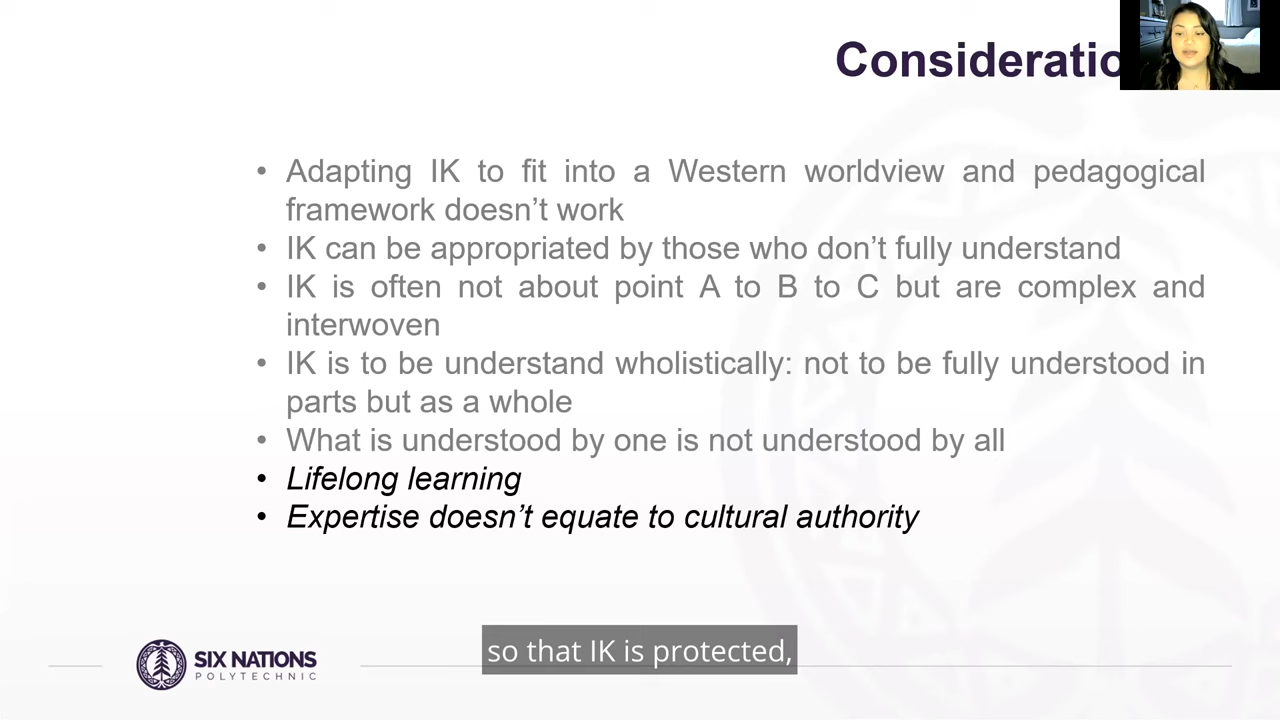 Consideratio
• Adapting IK to fit into a Western worldview and pedagogical
framework doesn’t work
• IK can be appropriated by those who don’t fully understand
• IK is often not about point A to B to C but are complex and
interwoven
• IK is to be understand wholistically: not to be fully understood in
parts but as a whole
• What is understood by one is not understood by all
• Lifelong learning
• Expertise doesn’t equate to cultural authority
so that IK is protected,
SIX NATIONS
POLYTECHNIC